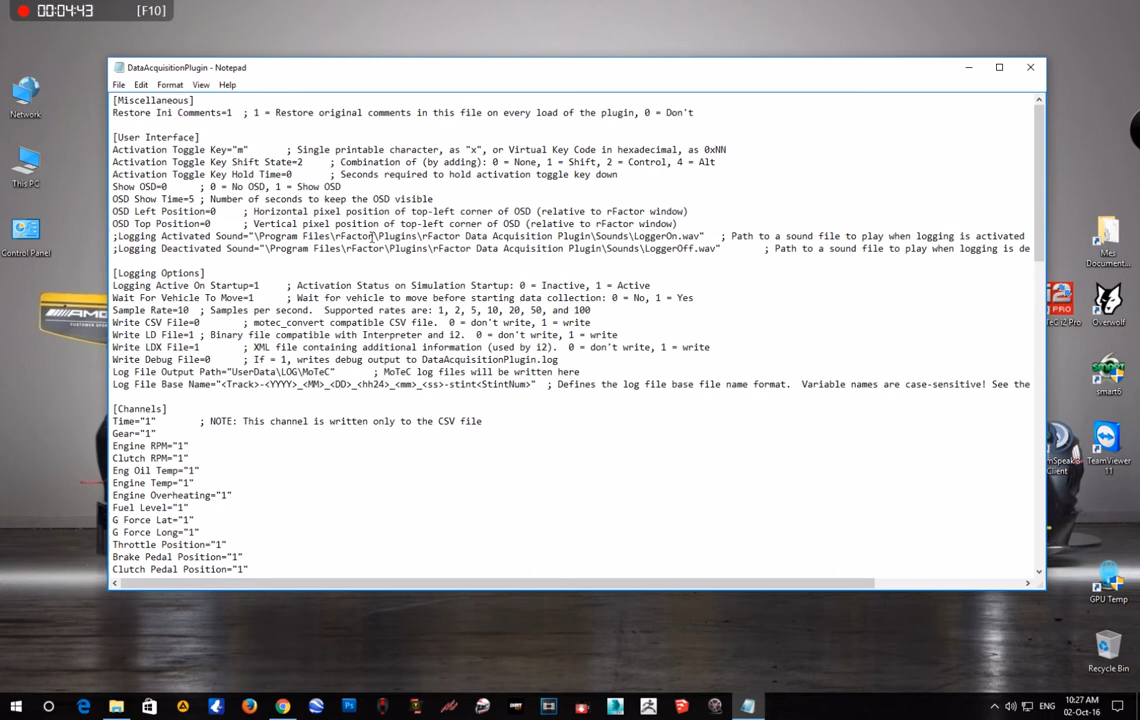 00:04:43 [F10]
DataAcquisitionPlugin - Notepad
File Edit Format View Help
[Miscellaneous]
Restore Ini Comments=1 ; 1 = Restore original comments in this file on every load of the plugin, 0 = Don't
[User Interface]
Activation Toggle Key="m" ; Single printable character, as "x", or Virtual Key Code in hexadecimal, as 0xNN
Activation Toggle Key Shift State=2 ; Combination of (by adding): 0 = None, 1 = Shift, 2 = Control, 4 = Alt
Activation Toggle Key Hold Time=0 ; Seconds required to hold activation toggle key down
Show OSD=0 ; 0 = No OSD, 1 = Show OSD
OSD Show Time=5 ; Number of seconds to keep the OSD visible
OSD Left Position=0 ; Horizontal pixel position of top-left corner of OSD (relative to rFactor window)
OSD Top Position=0 ; Vertical pixel position of top-left corner of OSD (relative to rFactor window)
;Logging Activated Sound="\Program Files\rFactor\Plugins\rFactor Data Acquisition Plugin\Sounds\LoggerOn.wav" ; Path to a sound file to play when logging is activated
;Logging Deactivated Sound="\Program Files\rFactor\Plugins\rFactor Data Acquisition Plugin\Sounds\LoggerOff.wav" ; Path to a sound file to play when logging is de
[Logging Options]
Logging Active On Startup=1 ; Activation Status on Simulation Startup: 0 = Inactive, 1 = Active
Wait For Vehicle To Move=1 ; Wait for vehicle to move before starting data collection: 0 = No, 1 = Yes
Sample Rate=10 ; Samples per second. Supported rates are: 1, 2, 5, 10, 20, 50, and 100
Write CSV File=0 ; motec_convert compatible CSV file. 0 = don't write, 1 = write
Write LD File=1 ; Binary file compatible with Interpreter and i2. 0 = don't write, 1 = write
Write LDX File=1 ; XML file containing additional information (used by i2). 0 = don't write, 1 = write
Write Debug File=0 ; If = 1, writes debug output to DataAcquisitionPlugin.log
Log File Output Path="UserData\LOG\MoTeC" ; MoTeC log files will be written here
Log File Base Name="<Track>-<YYYY>_<MM>_<DD>_<hh24>_<mm>_<ss>-stint<StintNum>" ; Defines the log file base file name format. Variable names are case-sensitive! See the
[Channels]
Time="1" ; NOTE: This channel is written only to the CSV file
Gear="1"
Engine RPM="1"
Clutch RPM="1"
Eng Oil Temp="1"
Engine Temp="1"
Engine Overheating="1"
Fuel Level="1"
G Force Lat="1"
G Force Long="1"
Throttle Position="1"
Brake Pedal Position="1"
Clutch Pedal Position="1"
Network
This PC
Control Panel
Mes
Document...
i2 Pro
Overwolf
smart6
Client
TeamViewer
11
GPU Temp
Recycle Bin
ENG
10:27 AM
02-Oct-16